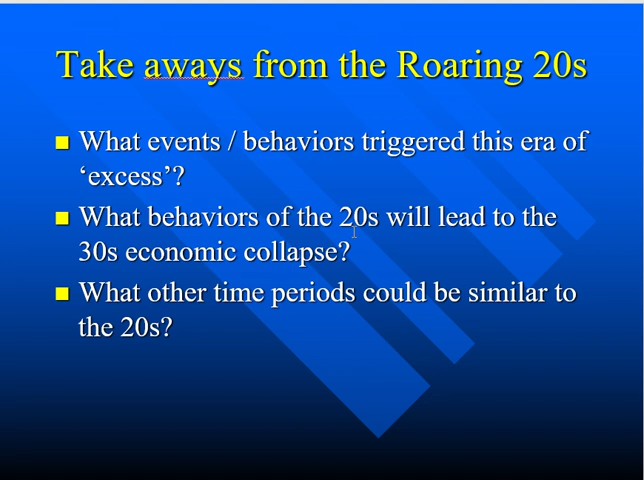 Take aways from the Roaring 20s
What events / behaviors triggered this era of
‘excess’?
What behaviors of the 20s will lead to the
30s economic collapse?
What other time periods could be similar to
the 20s?